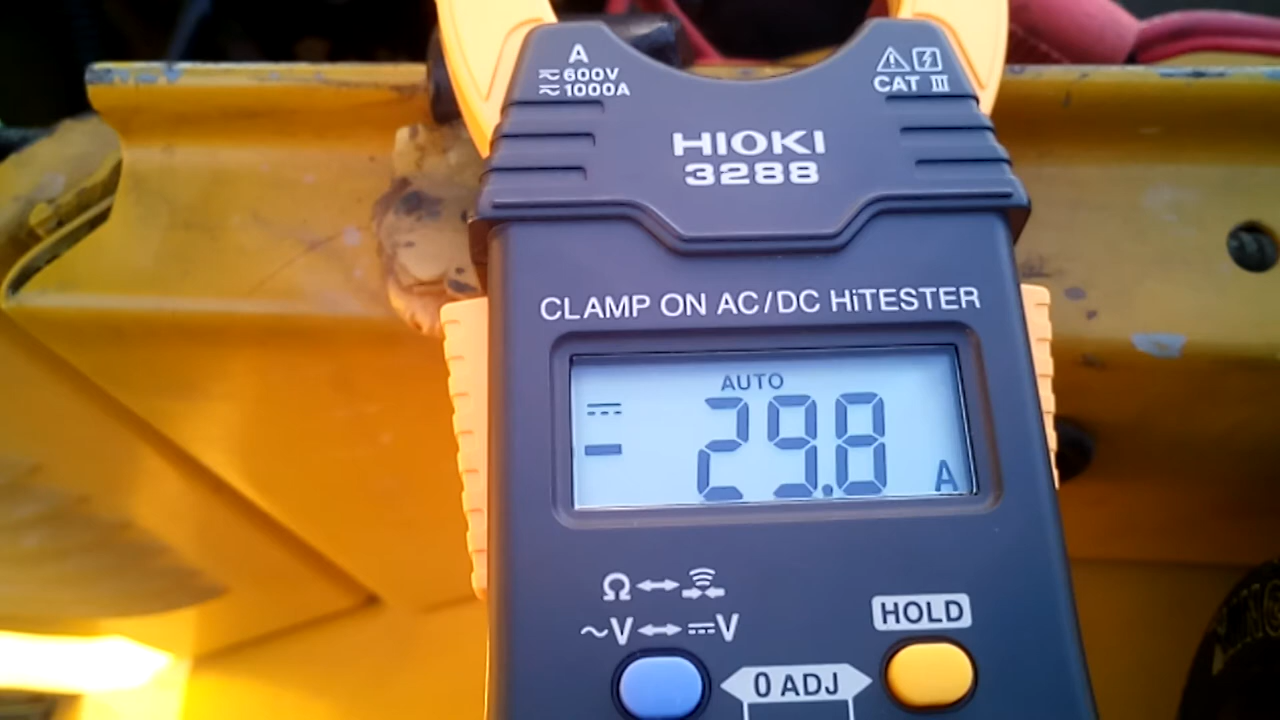 A
⎓~ 600V
⎓~ 1000A
CAT III
HIOKI
3288
CLAMP ON AC/DC HiTESTER
AUTO
-29.8 A
Ω
~V ⎓V
HOLD
0 ADJ